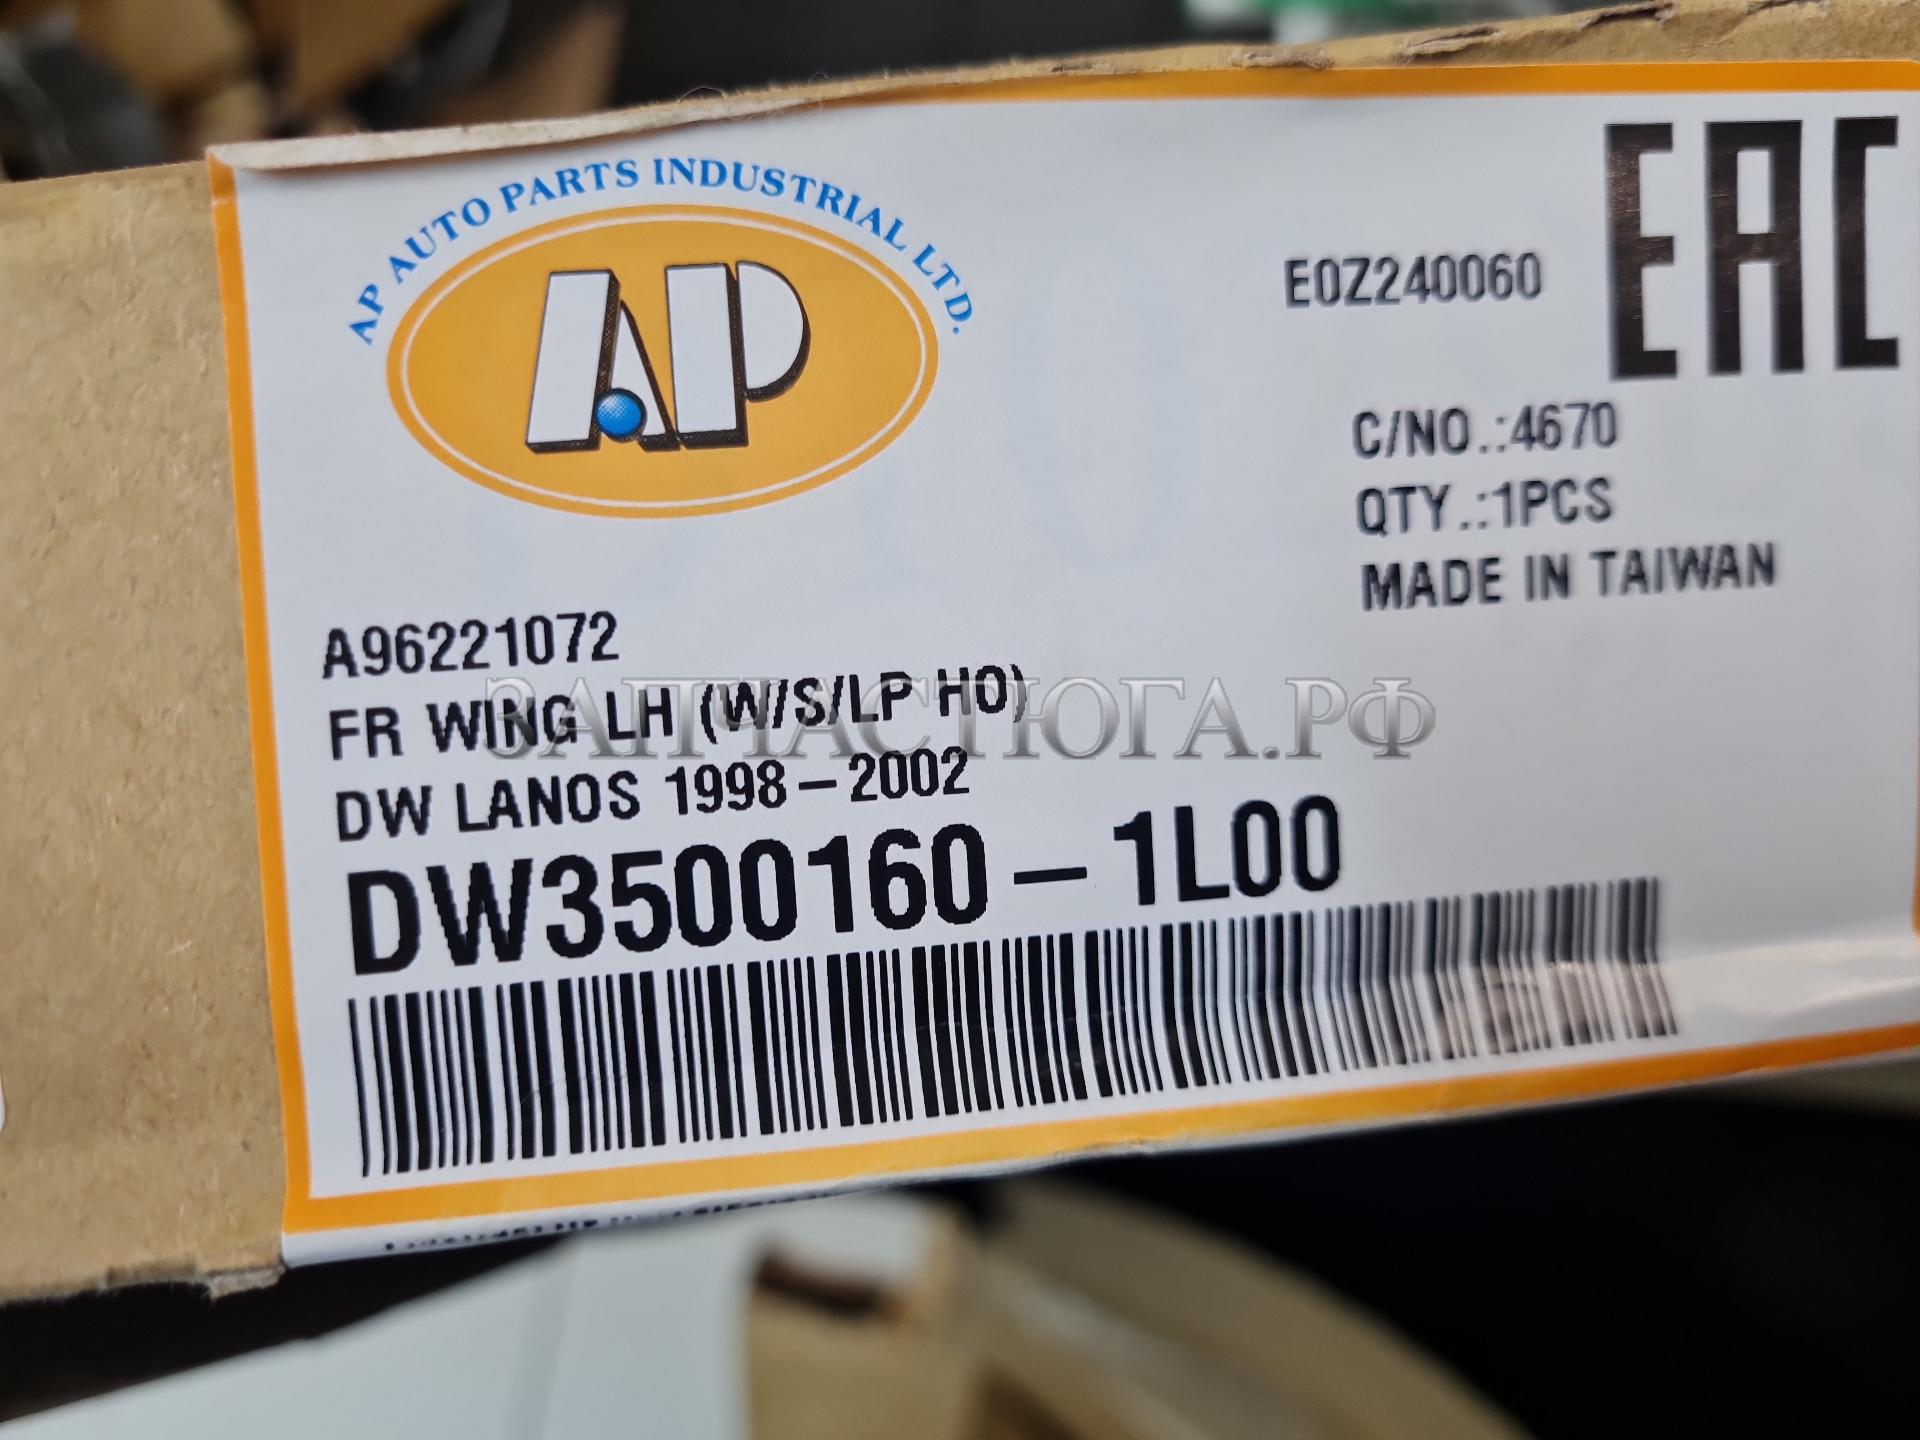 AP AUTO PARTS INDUSTRIAL LTD.
AP
E0Z240060
EAC
C/NO.:4670
QTY.:1PCS
MADE IN TAIWAN
A96221072
FR WING LH (W/S/LP HO)
ЗАПЧАСТЮГА.РФ
DW LANOS 1998-2002
DW3500160-1L00